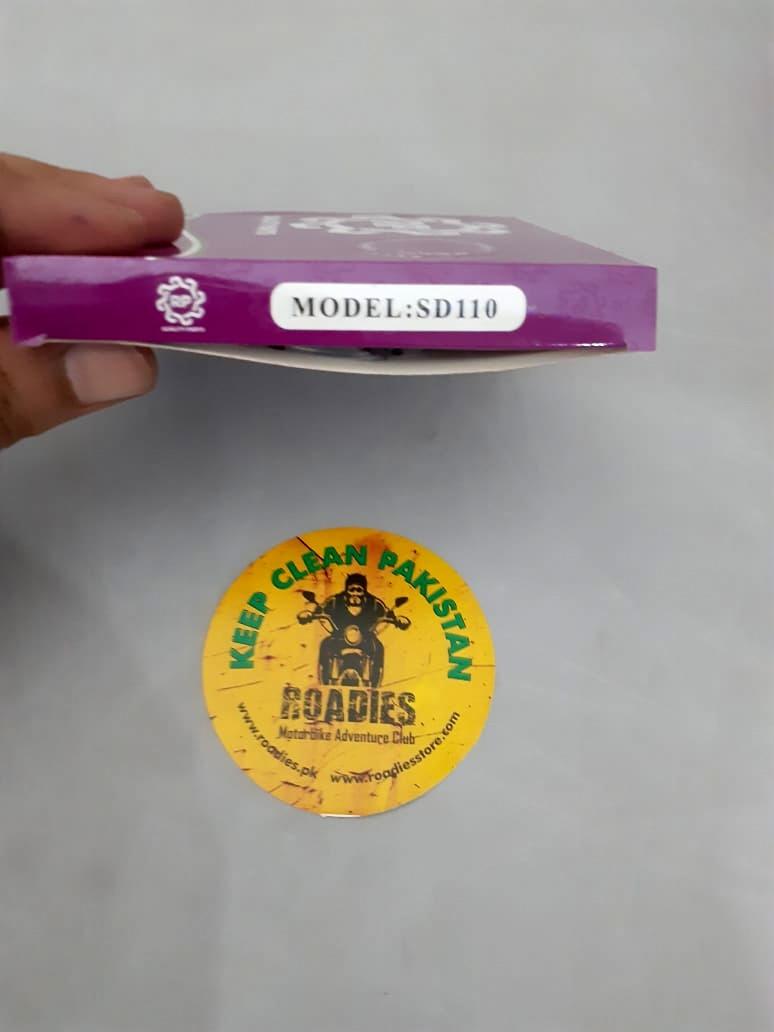 RP
MODEL:SD110
KEEP CLEAN PAKISTAN
ROADIES
MotorBike Adventure Club
www.roadies.pk www.roadiesstore.com